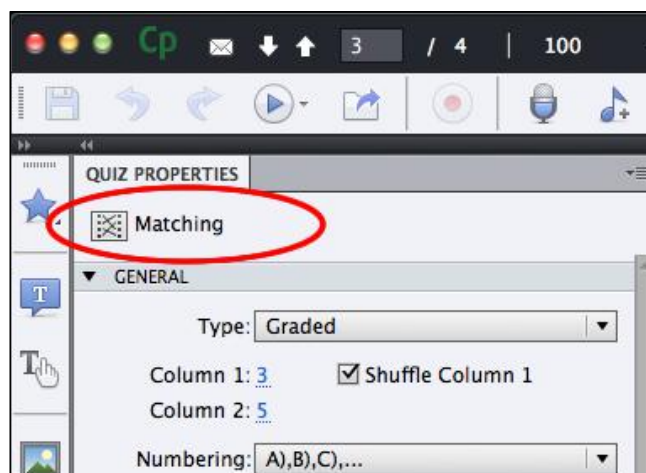 Cp 3 / 4 | 100
QUIZ PROPERTIES
Matching
GENERAL
Type: Graded
Column 1: 3 Shuffle Column 1
Column 2: 5
Numbering: A),B),C),...
T
T